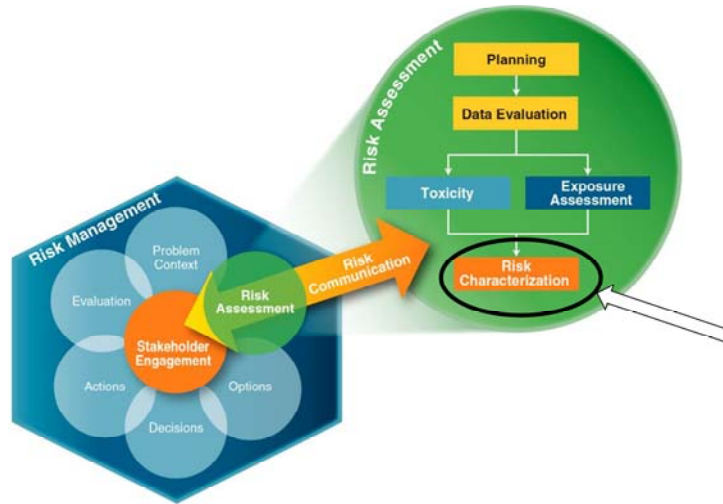 Risk Management
Problem
Context
Evaluation
Risk
Assessment
Stakeholder
Engagement
Actions
Options
Decisions
Risk
Communication
Risk Assessment
Planning
Data Evaluation
Toxicity
Exposure
Assessment
Risk
Characterization